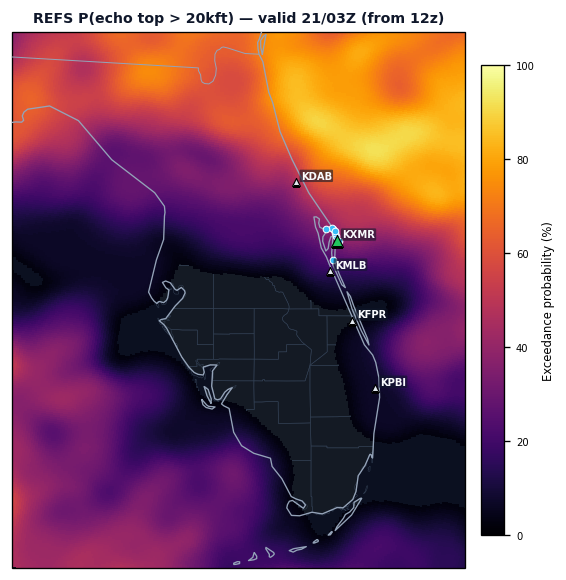 REFS P(echo top > 20kft) — valid 21/03Z (from 12z)
KDAB
KXMR
KMLB
KFPR
KPBI
100
80
60
40
20
0
Exceedance probability (%)